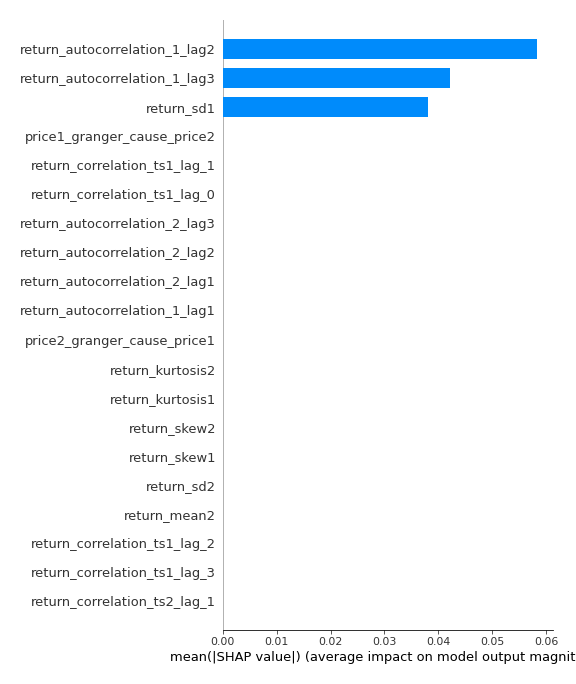 return_autocorrelation_1_lag2
return_autocorrelation_1_lag3
return_sd1
price1_granger_cause_price2
return_correlation_ts1_lag_1
return_correlation_ts1_lag_0
return_autocorrelation_2_lag3
return_autocorrelation_2_lag2
return_autocorrelation_2_lag1
return_autocorrelation_1_lag1
price2_granger_cause_price1
return_kurtosis2
return_kurtosis1
return_skew2
return_skew1
return_sd2
return_mean2
return_correlation_ts1_lag_2
return_correlation_ts1_lag_3
return_correlation_ts2_lag_1
0.00 0.01 0.02 0.03 0.04 0.05 0.06
mean(|SHAP value|) (average impact on model output magnit